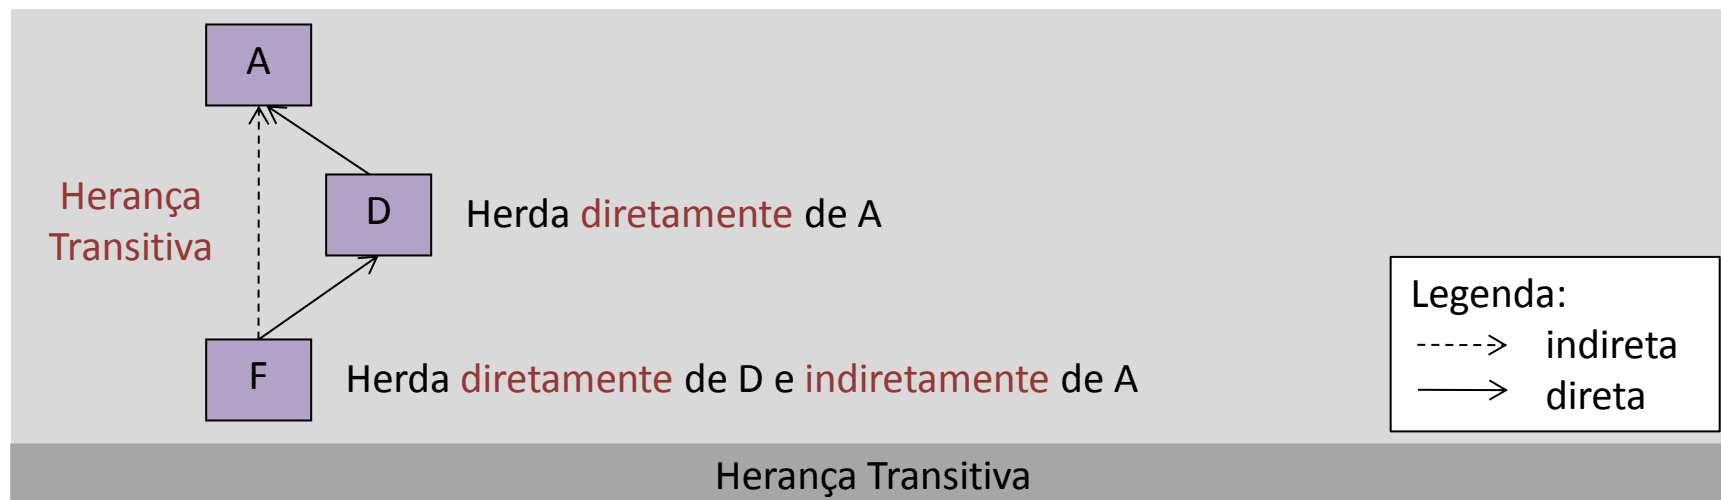 A
Herança
Transitiva
D
Herda diretamente de A
F
Herda diretamente de D e indiretamente de A
Legenda:
indireta
direta
Herança Transitiva